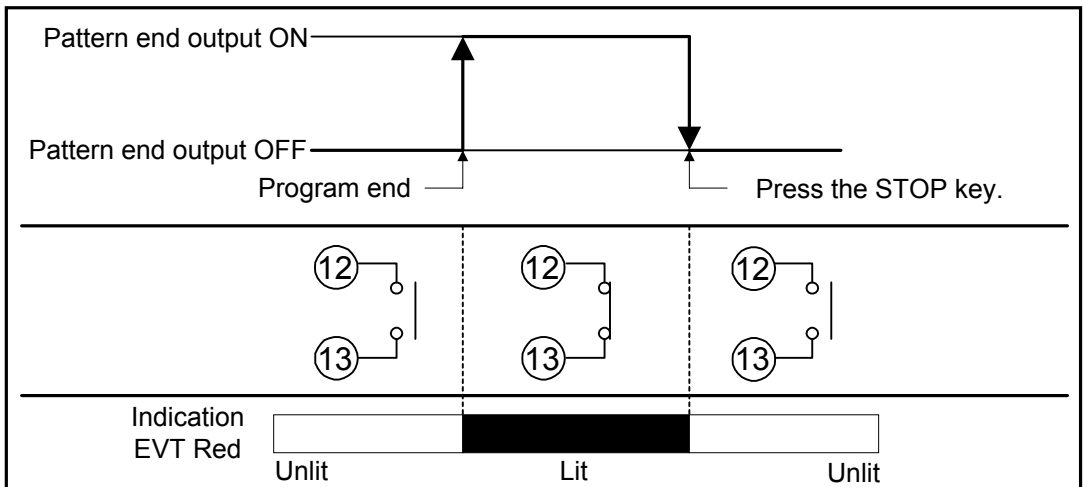 Pattern end output ON
Pattern end output OFF
Program end
Press the STOP key.
12
12
12
13
13
13
Indication
EVT Red
Unlit
Lit
Unlit